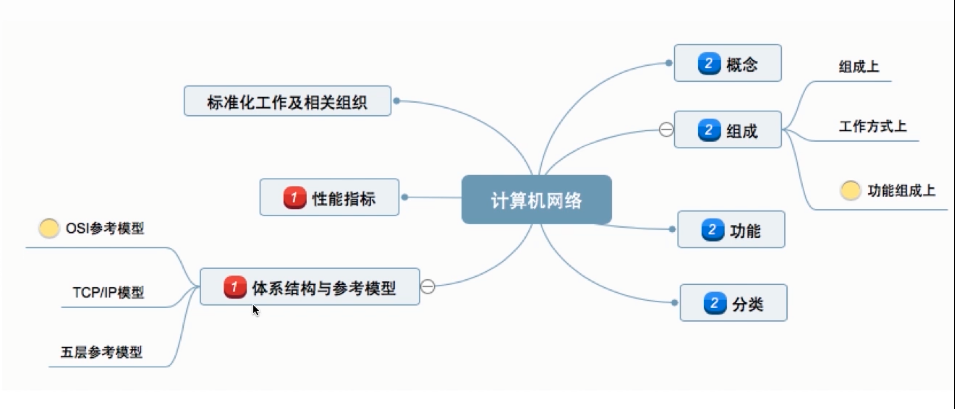 2 概念
组成上
标准化工作及相关组织
2 组成
工作方式上
功能组成上
1 性能指标
计算机网络
OSI参考模型
2 功能
1 体系结构与参考模型
TCP/IP模型
2 分类
五层参考模型